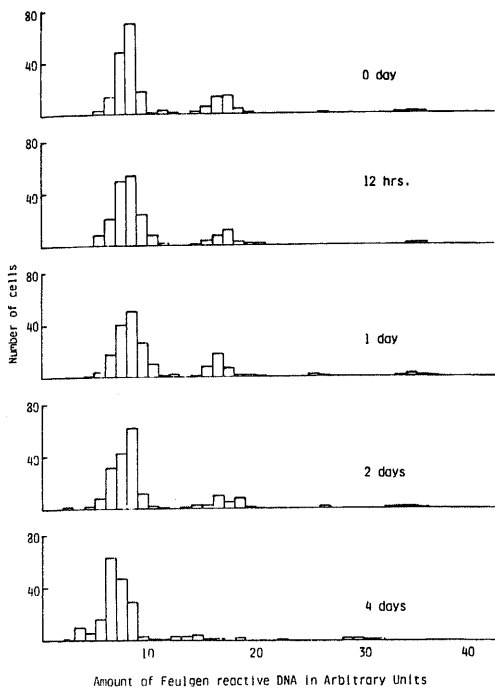 80
40
0 day
80
40
12 hrs.
80
40
1 day
80
40
2 days
80
40
4 days
10 20 30 40
Number of cells
Amount of Feulgen reactive DNA in Arbitrary Units